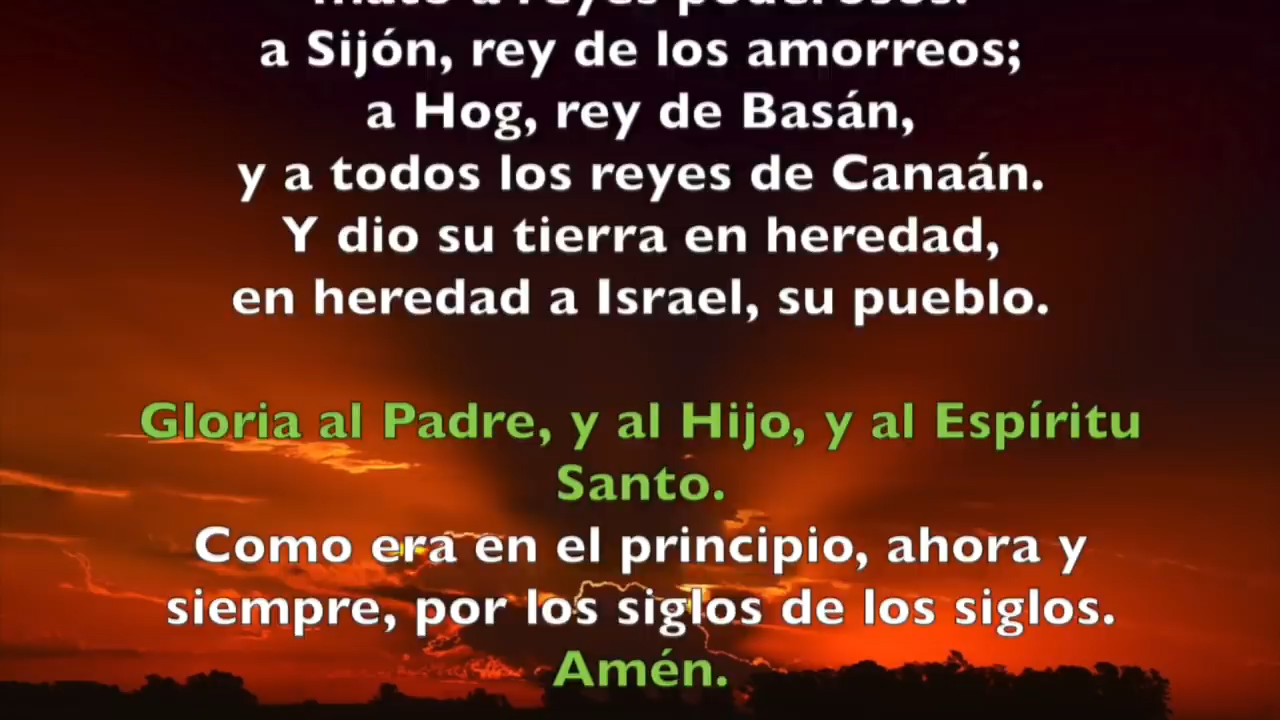 a reyes poderosos:
a Sijón, rey de los amorreos;
a Hog, rey de Basán,
y a todos los reyes de Canaán.
Y dio su tierra en heredad,
en heredad a Israel, su pueblo.
Gloria al Padre, y al Hijo, y al Espíritu
Santo.
Como era en el principio, ahora y
siempre, por los siglos de los siglos.
Amén.